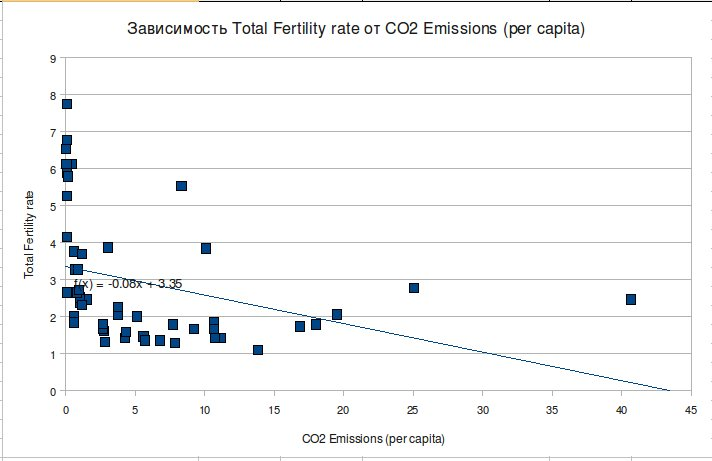 Зависимость Total Fertility rate от CO2 Emissions (per capita)
9
8
7
6
5
4
3
2
1
0
Total Fertility rate
f(x) = -0.08x + 3.35
0 5 10 15 20 25 30 35 40 45
CO2 Emissions (per capita)